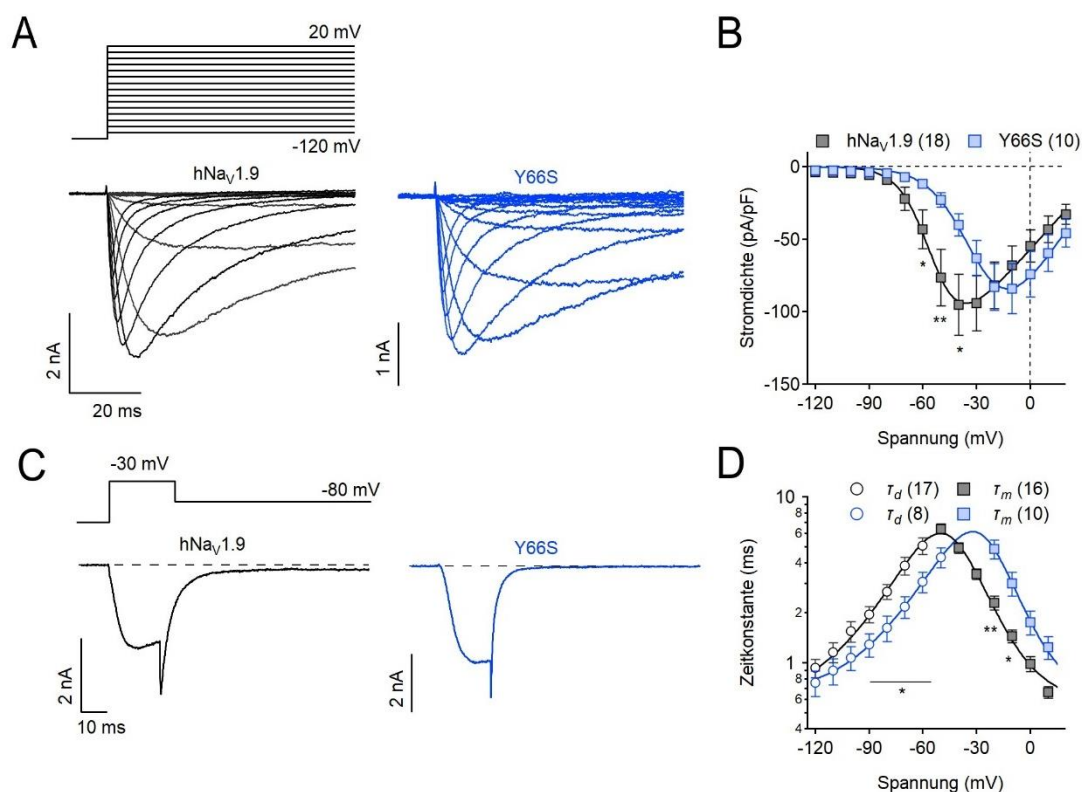 A
20 mV
-120 mV
hNaV1.9
Y66S
2 nA
20 ms
1 nA
B
hNaV1.9 (18)
Y66S (10)
0
-50
-100
-150
Stromdichte (pA/pF)
*
**
*
-120
-90
-60
-30
0
Spannung (mV)
C
-30 mV
-80 mV
hNaV1.9
Y66S
2 nA
10 ms
2 nA
D
τd (17)
τm (16)
τd (8)
τm (10)
10
8
6
4
2
1
8
6
4
Zeitkonstante (ms)
**
*
*
-120
-90
-60
-30
0
Spannung (mV)